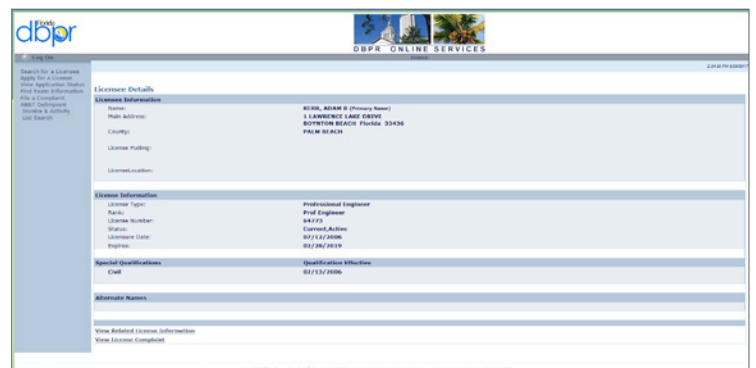 Florida
dbpr
DBPR ONLINE SERVICES
Log On
Search for a Licensee
Apply for a License
View Application Status
Find Exam Information
File a Complaint
AB&T Delinquent
Invoice & Activity
List Search
Licensee Details
Licensee Information
Name: KERR, ADAM B (Primary Name)
Main Address: 1 LAWRENCE LAKE DRIVE
BOYNTON BEACH Florida 33436
County: PALM BEACH
License Mailing:
LicenseLocation:
License Information
License Type: Professional Engineer
Rank: Prof Engineer
License Number: 64773
Status: Current,Active
Licensure Date: 07/12/2006
Expires: 02/28/2019
Special Qualifications Qualification Effective
Civil 02/13/2006
Alternate Names
View Related License Information
View License Complaint